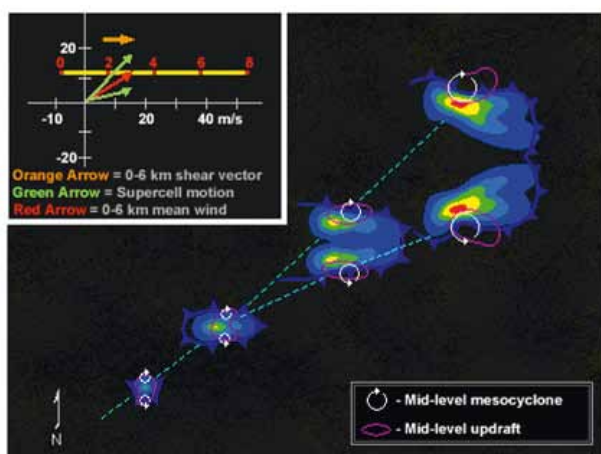 20
0 2 4 6 8
-10 20 40 m/s
-20
Orange Arrow = 0-6 km shear vector
Green Arrow = Supercell motion
Red Arrow = 0-6 km mean wind
N
- Mid-level mesocyclone
- Mid-level updraft